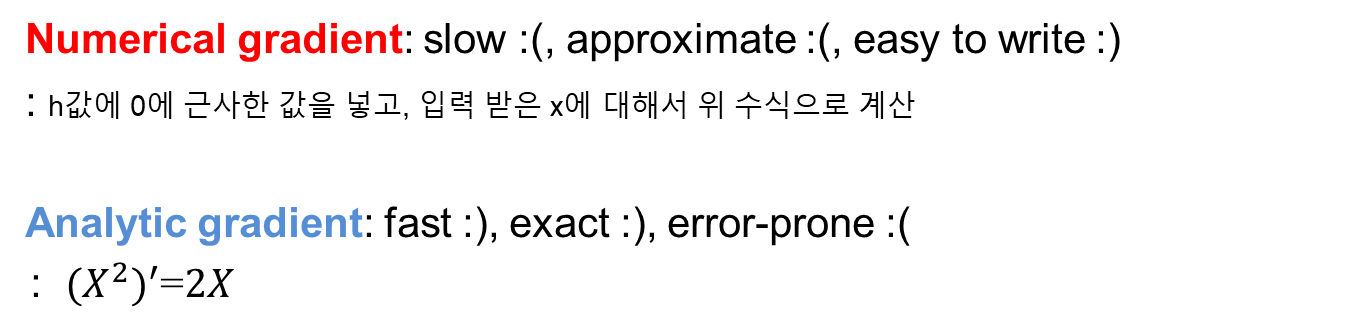 Numerical gradient: slow :(, approximate :(, easy to write :)
: h값에 0에 근사한 값을 넣고, 입력 받은 x에 대해서 위 수식으로 계산
Analytic gradient: fast :), exact :), error-prone :(
: (X²)′=2X